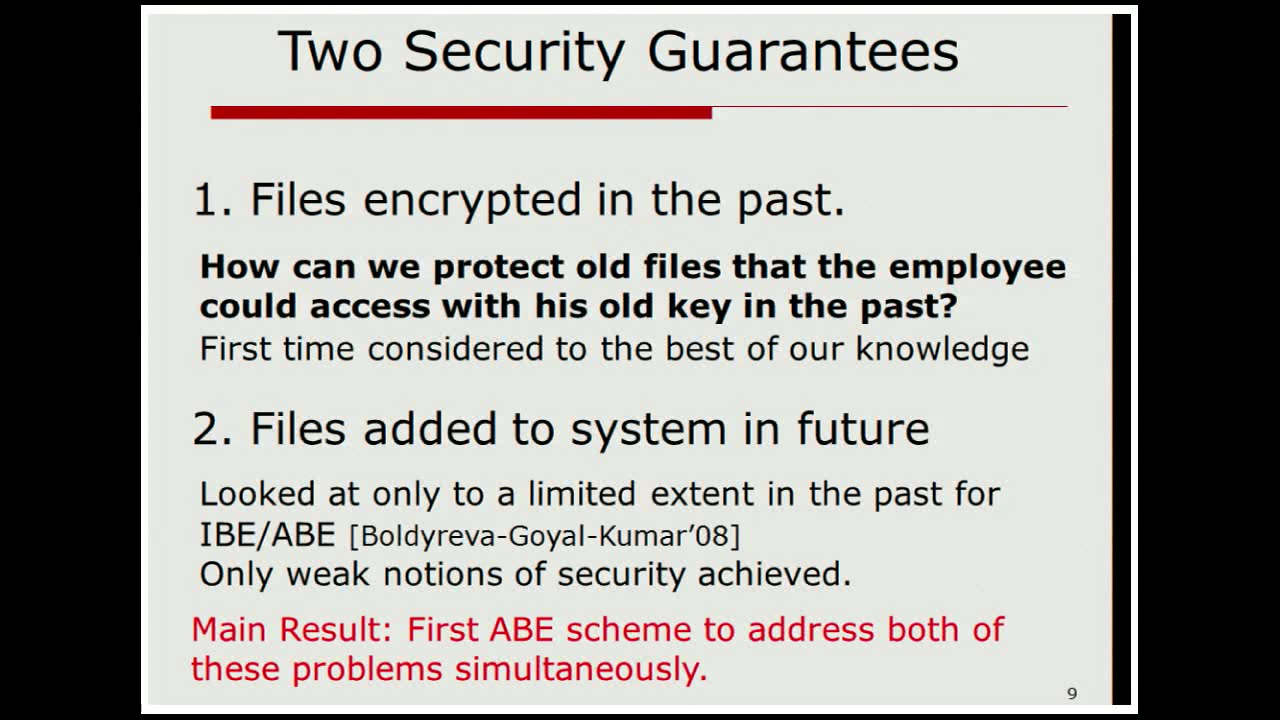 Two Security Guarantees
1. Files encrypted in the past.
How can we protect old files that the employee
could access with his old key in the past?
First time considered to the best of our knowledge
2. Files added to system in future
Looked at only to a limited extent in the past for
IBE/ABE [Boldyreva-Goyal-Kumar’08]
Only weak notions of security achieved.
Main Result: First ABE scheme to address both of
these problems simultaneously.
9